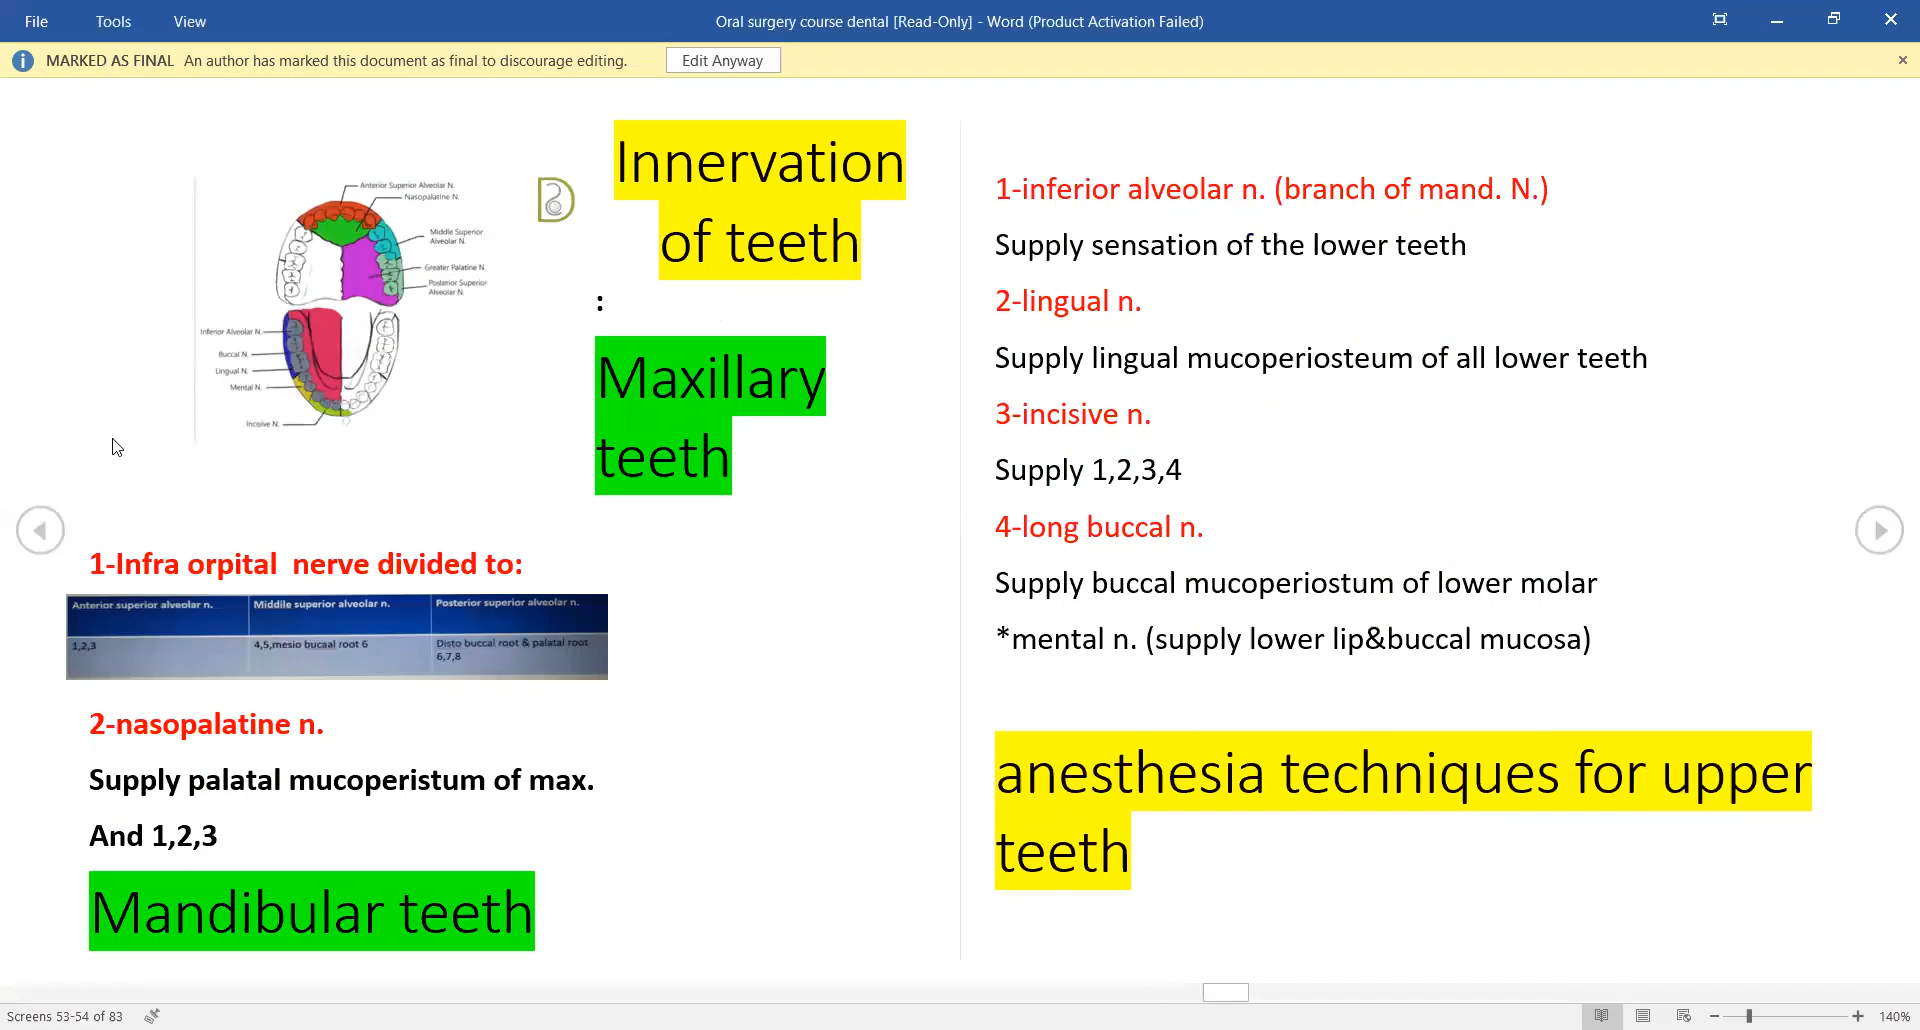 File Tools View Oral surgery course dental [Read-Only] - Word (Product Activation Failed)
MARKED AS FINAL An author has marked this document as final to discourage editing. Edit Anyway
Innervation
of teeth
:
Maxillary
teeth
Anterior Superior Alveolar N.
Nasopalatine N.
Middle Superior
Alveolar N.
Greater Palatine N.
Posterior Superior
Alveolar N.
Inferior Alveolar N.
Buccal N.
Lingual N.
Mental N.
Incisive N.
1-Infra orpital nerve divided to:
Anterior superior alveolar n. Middile superior alveolar n. Posterior superior alveolar n.
1,2,3 4,5,mesio bucaal root 6 Disto buccal root & palatal root
6,7,8
2-nasopalatine n.
Supply palatal mucoperistum of max.
And 1,2,3
Mandibular teeth
1-inferior alveolar n. (branch of mand. N.)
Supply sensation of the lower teeth
2-lingual n.
Supply lingual mucoperiosteum of all lower teeth
3-incisive n.
Supply 1,2,3,4
4-long buccal n.
Supply buccal mucoperiostum of lower molar
*mental n. (supply lower lip&buccal mucosa)
anesthesia techniques for upper
teeth
Screens 53-54 of 83 140%